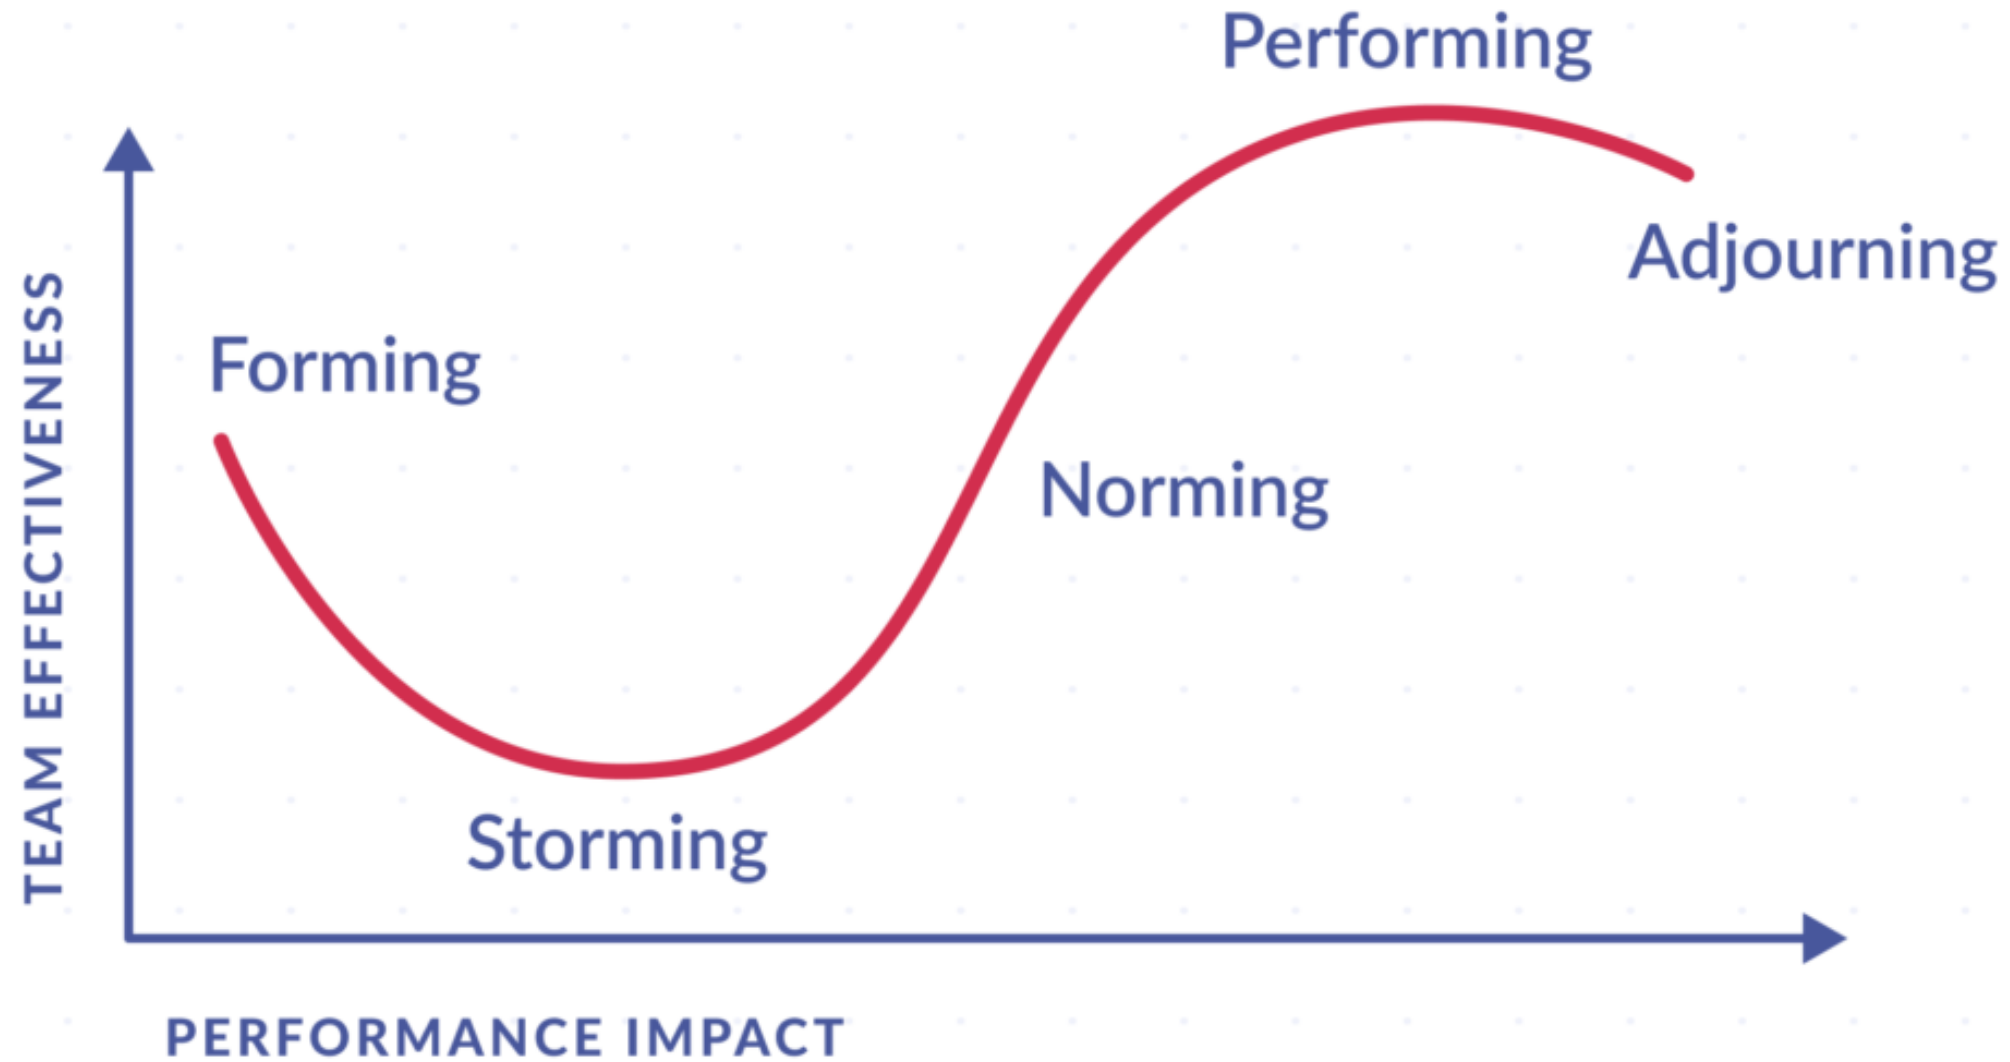 Performing
Adjourning
Forming
Norming
Storming
TEAM EFFECTIVENESS
PERFORMANCE IMPACT